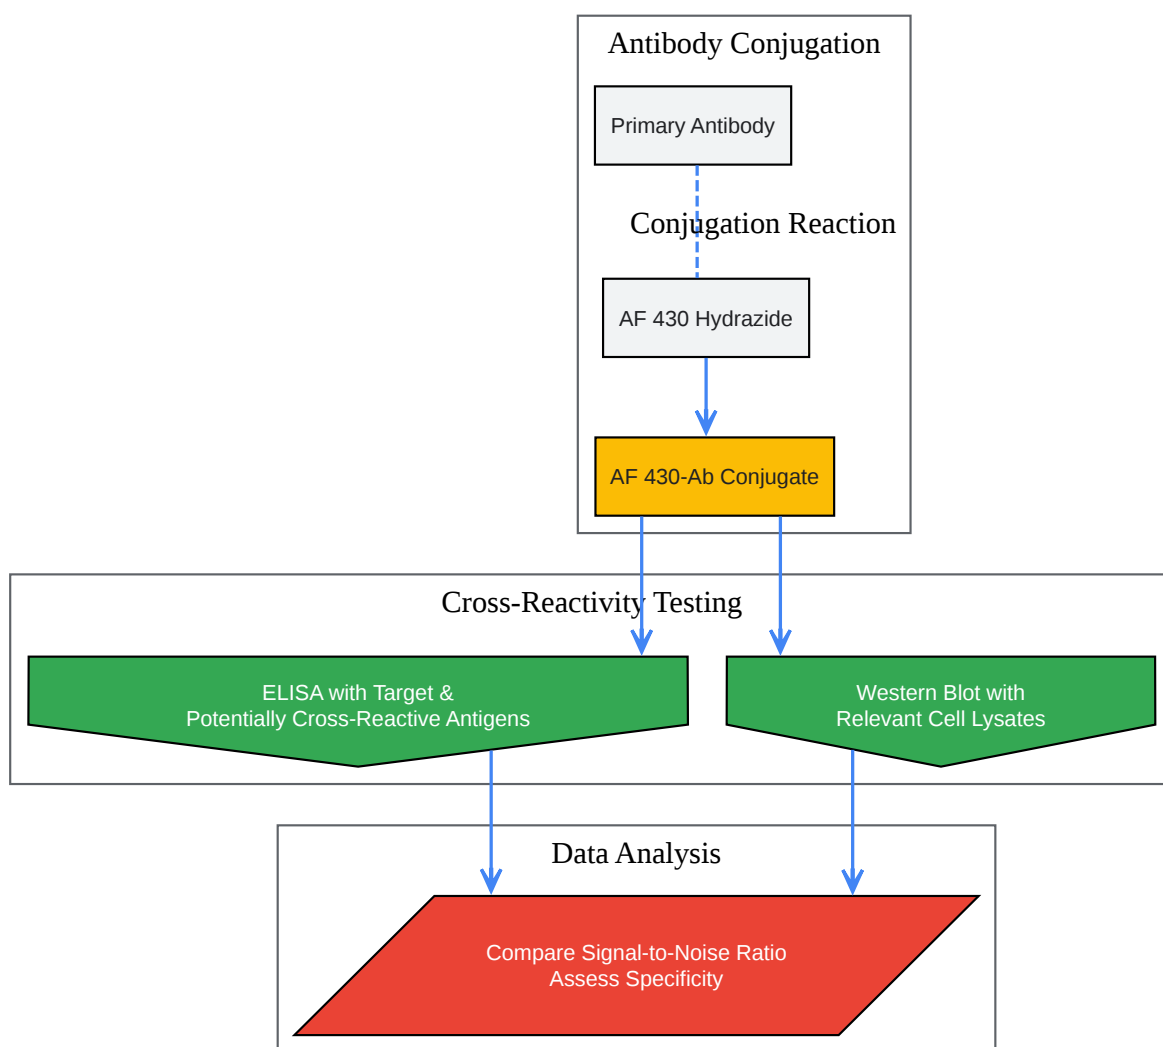 Antibody Conjugation
Primary Antibody
Conjugation Reaction
AF 430 Hydrazide
AF 430-Ab Conjugate
Cross-Reactivity Testing
ELISA with Target &
Potentially Cross-Reactive Antigens
Western Blot with
Relevant Cell Lysates
Data Analysis
Compare Signal-to-Noise Ratio
Assess Specificity